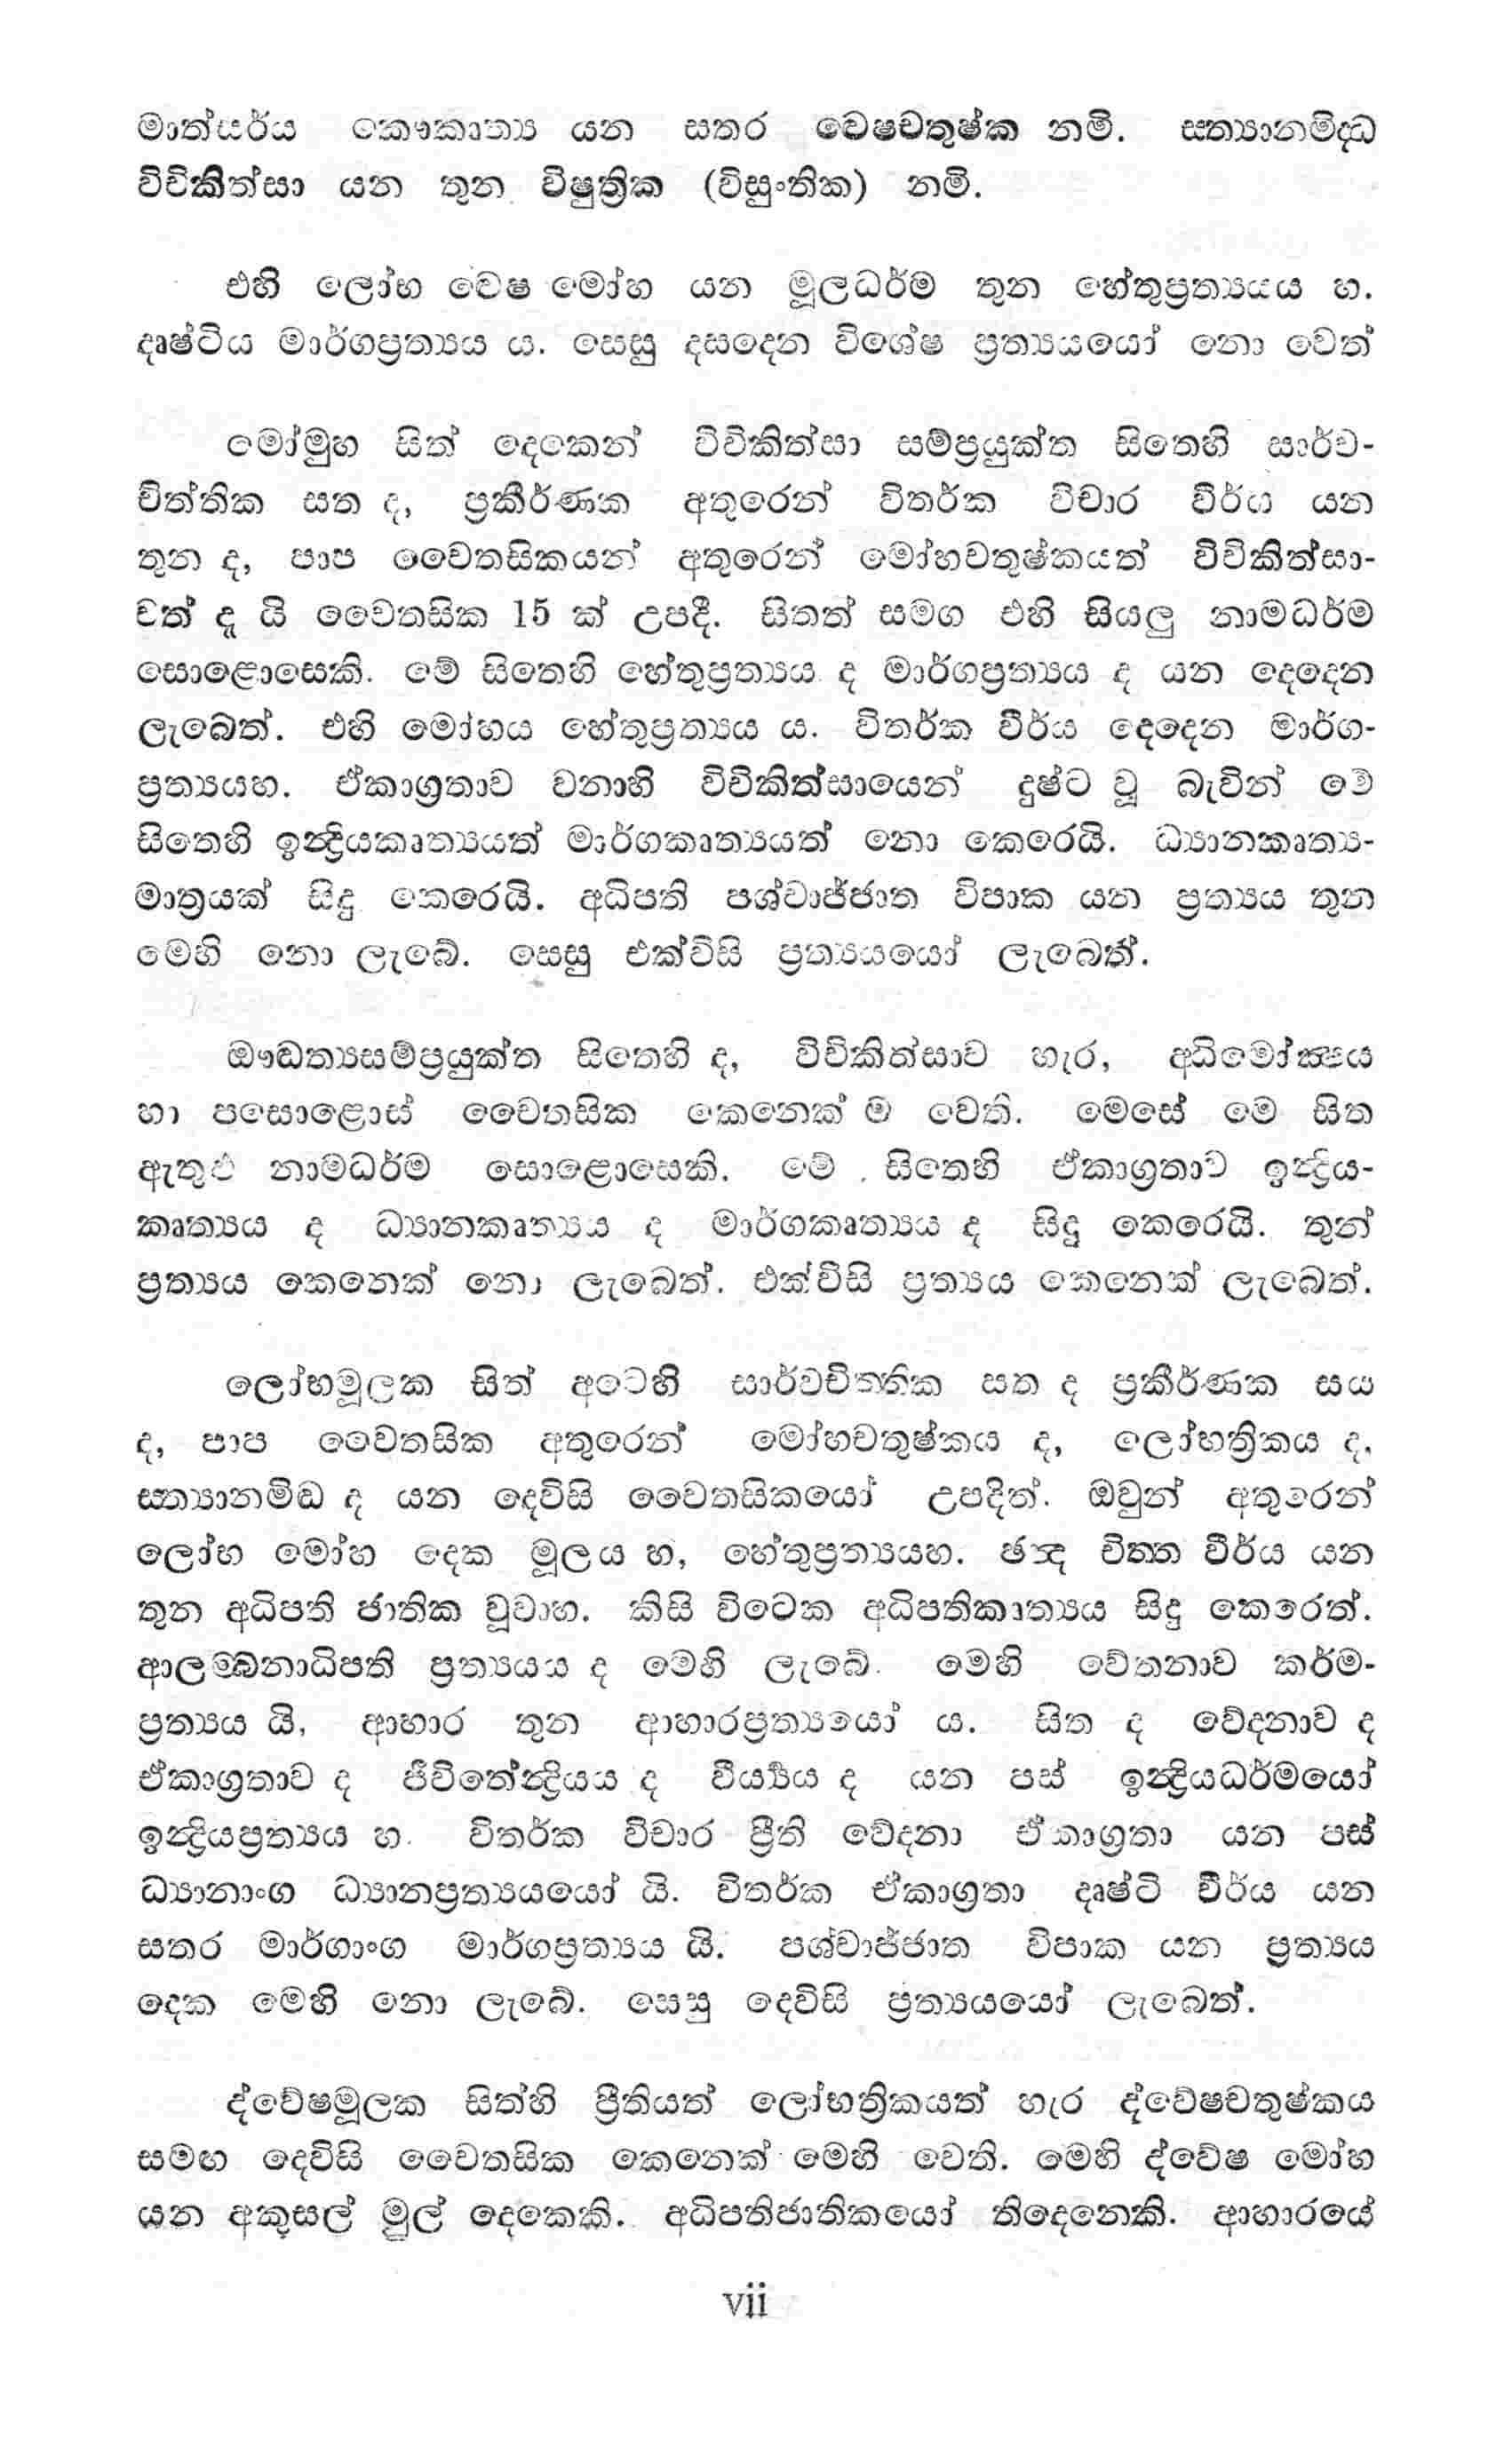 මාත්සර්ය කෞකෘත්‍ය යන සතර ද්වෙෂචතුෂ්ක නමි. ස්ත්‍යානමිද්ධ
විචිකිත්සා යන තුන විෂුත්‍රික (විසුංතික) නමි.
එහි ලෝභ ද්වෙෂ මෝහ යන මූලධර්ම තුන හේතුප්‍රත්‍යයය හ.
දෘෂ්ටිය මාර්ගප්‍රත්‍යය ය. සෙසු දසදෙන විශේෂ ප්‍රත්‍යයයෝ නො වෙත්
මෝමූහ සිත් දෙකෙන් විචිකිත්සා සම්ප්‍රයුක්ත සිතෙහි සාර්ව-
චිත්තික සත ද, ප්‍රකීර්ණක අතුරෙන් විතර්ක විචාර වීර්ය යන
තුන ද, පාප චෛතසිකයන් අතුරෙන් මෝහචතුෂ්කයත් විචිකිත්සා-
වත් දැ යි චෛතසික 15 ක් උපදී. සිතත් සමග එහි සියලු නාමධර්ම
සොළොසෙකි. මේ සිතෙහි හේතුප්‍රත්‍යය ද මාර්ගප්‍රත්‍යය ද යන දෙදෙන
ලැබෙත්. එහි මෝහය හේතුප්‍රත්‍යය ය. විතර්ක වීර්ය දෙදෙන මාර්ග-
ප්‍රත්‍යයහ. ඒකාග්‍රතාව වනාහි විචිකිත්සායෙන් දුෂ්ට වූ බැවින් මේ
සිතෙහි ඉන්ද්‍රියකෘත්‍යයත් මාර්ගකෘත්‍යයත් නො කෙරෙයි. ධ්‍යානකෘත්‍ය-
මාත්‍රයක් සිදු කෙරෙයි. අධිපති පශ්චාජ්ජාත විපාක යන ප්‍රත්‍යය තුන
මෙහි නො ලැබේ. සෙසු එක්විසි ප්‍රත්‍යයයෝ ලැබෙත්.
ඖද්ධත්‍යසම්ප්‍රයුක්ත සිතෙහි ද, විචිකිත්සාව හැර, අධිමෝක්‍ෂය
හා පසොළොස් චෛතසික කෙනෙක් ම වෙති. මෙසේ මෙ සිත
ඇතුළු නාමධර්ම සොළොසෙකි. මේ සිතෙහි ඒකාග්‍රතාව ඉන්ද්‍රිය-
කෘත්‍යය ද ධ්‍යානකෘත්‍යය ද මාර්ගකෘත්‍යය ද සිදු කෙරෙයි. තුන්
ප්‍රත්‍යය කෙනෙක් නො ලැබෙත්. එක්විසි ප්‍රත්‍යය කෙනෙක් ලැබෙත්.
ලෝභමූලක සිත් අටෙහි සාර්වචිත්තික සත ද ප්‍රකීර්ණක සය
ද, පාප චෛතසික අතුරෙන් මෝහචතුෂ්කය ද, ලෝභත්‍රිකය ද,
ස්ත්‍යානමිද්ධ ද යන දෙවිසි චෛතසිකයෝ උපදිත්. ඔවුන් අතුරෙන්
ලෝභ මෝහ දෙක මූලය හ, හේතුප්‍රත්‍යයහ. ඡන්ද චිත්ත වීර්ය යන
තුන අධිපති ජාතික වූවාහ. කිසි විටෙක අධිපතිකෘත්‍යය සිදු කෙරෙත්.
ආලම්බනාධිපති ප්‍රත්‍යයය ද මෙහි ලැබේ. මෙහි චේතනාව කර්ම-
ප්‍රත්‍යය යි, ආහාර තුන ආහාරප්‍රත්‍යයෝ ය. සිත ද වේදනාව ද
ඒකාග්‍රතාව ද ජීවිතේන්ද්‍රියය ද වීර්‍ය්‍යය ද යන පස් ඉන්ද්‍රියධර්මයෝ
ඉන්ද්‍රියප්‍රත්‍යය හ. විතර්ක විචාර ප්‍රීති වේදනා ඒකාග්‍රතා යන පස්
ධ්‍යානාංග ධ්‍යානප්‍රත්‍යයයෝ යි. විතර්ක ඒකාග්‍රතා දෘෂ්ටි වීර්ය යන
සතර මාර්ගාංග මාර්ගප්‍රත්‍යය යි. පශ්චාජ්ජාත විපාක යන ප්‍රත්‍යය
දෙක මෙහි නො ලැබේ. සෙසු දෙවිසි ප්‍රත්‍යයයෝ ලැබෙත්.
ද්වේෂමූලක සිත්හි ප්‍රීතියත් ලෝභත්‍රිකයත් හැර ද්වේෂචතුෂ්කය
සමඟ දෙවිසි චෛතසික කෙනෙක් මෙහි වෙති. මෙහි ද්වේෂ මෝහ
යන අකුසල් මුල් දෙකෙකි. අධිපතිජාතිකයෝ තිදෙනෙකි. ආහාරයේ
vii